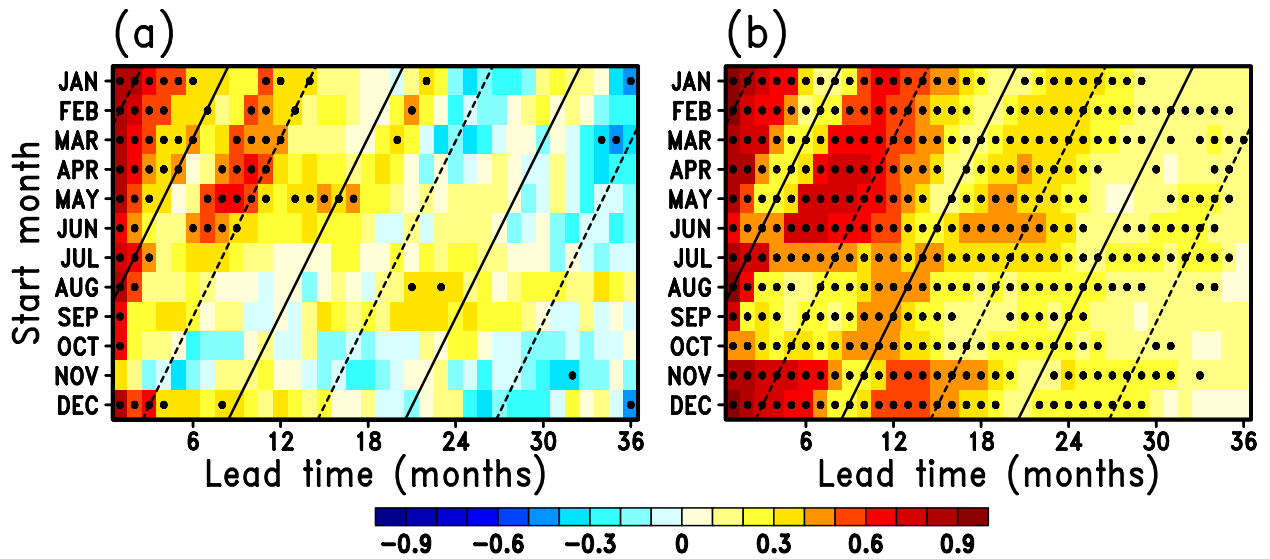 (a) (b)
Start month
JAN JAN
FEB FEB
MAR MAR
APR APR
MAY MAY
JUN JUN
JUL JUL
AUG AUG
SEP SEP
OCT OCT
NOV NOV
DEC DEC
6 12 18 24 30 36 6 12 18 24 30 36
Lead time (months) Lead time (months)
-0.9 -0.6 -0.3 0 0.3 0.6 0.9